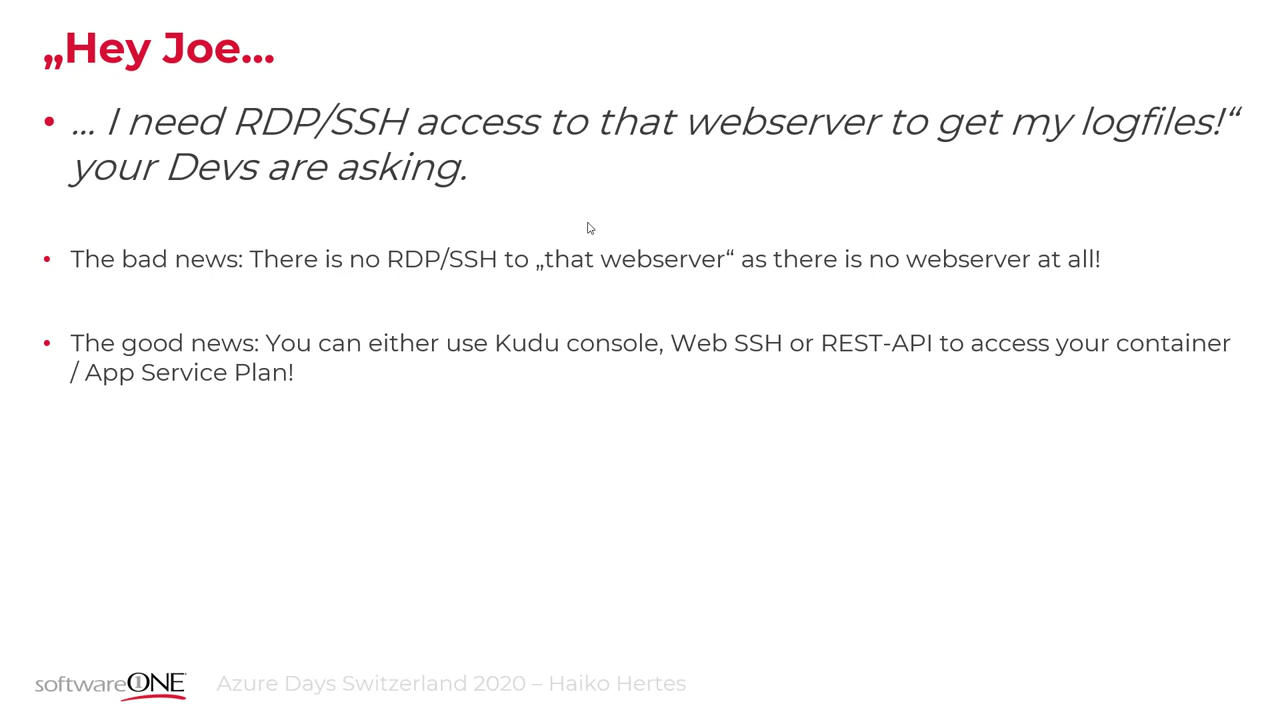 „Hey Joe...
• ... I need RDP/SSH access to that webserver to get my logfiles!“
your Devs are asking.
• The bad news: There is no RDP/SSH to „that webserver“ as there is no webserver at all!
• The good news: You can either use Kudu console, Web SSH or REST-API to access your container
/ App Service Plan!
softwareONE Azure Days Switzerland 2020 – Haiko Hertes